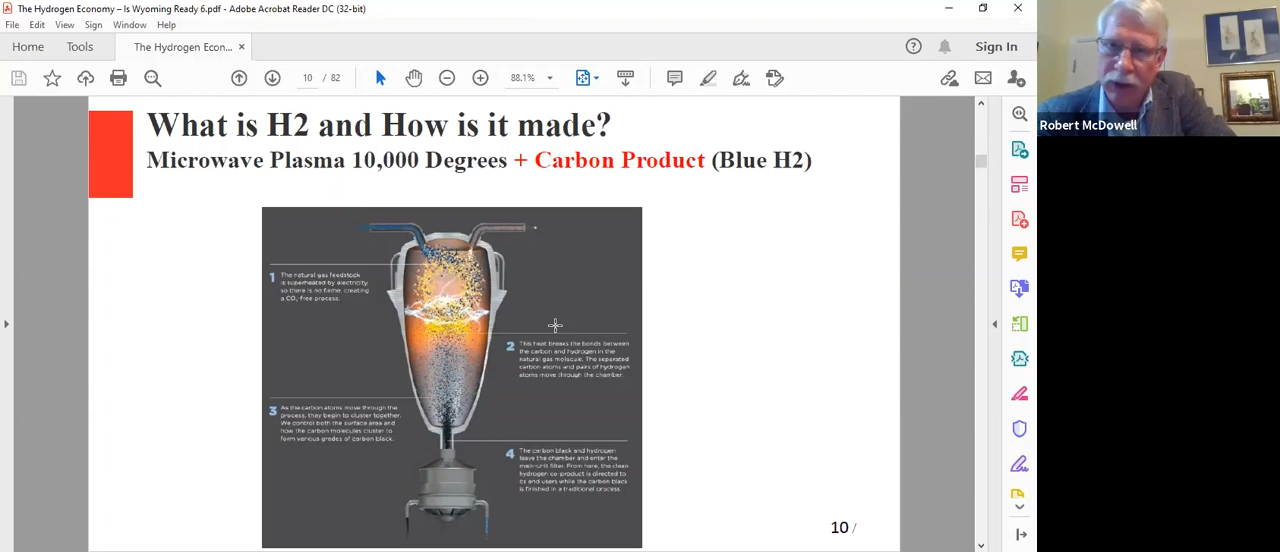 The Hydrogen Economy – Is Wyoming Ready 6.pdf - Adobe Acrobat Reader DC (32-bit)
File Edit View Sign Window Help
Home Tools The Hydrogen Econ... × Sign In
10 / 82 88.1%
What is H2 and How is it made?
Microwave Plasma 10,000 Degrees + Carbon Product (Blue H2)
1 The natural gas feedstock
is superheated by electricity,
so there is no flame, creating
a CO₂-free process.
2 This heat breaks the bonds between
the carbon and hydrogen in the
natural gas molecule. The separated
carbon atoms and pairs of hydrogen
atoms move through the chamber.
3 As the carbon atoms move through the
process, they begin to cluster together.
We control both the surface area and
how the carbon molecules cluster to
form various grades of carbon black.
4 The carbon black and hydrogen
leave the chamber and enter the
main-unit filter. From here, the clean
hydrogen co-product is directed to
its end users while the carbon black
is finished in a traditional process.
10 /
Robert McDowell